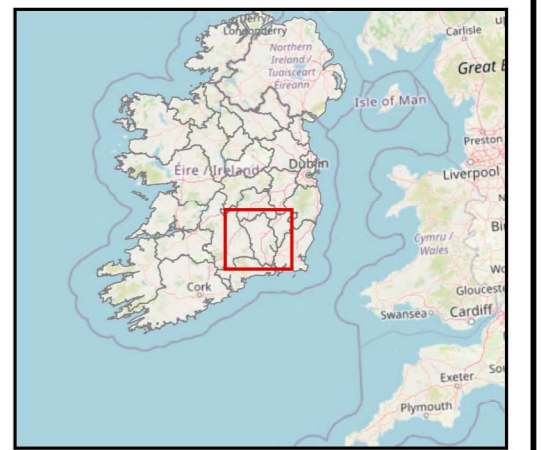 Derry/
Londonderry
Carlisle
Northern
Ireland /
Tuaisceart
Éireann
Great
Isle of Man
Preston
Dublin
Éire / Ireland
Liverpool
Cymru /
Wales
Cork
Swansea
Cardiff
Exeter
Plymouth